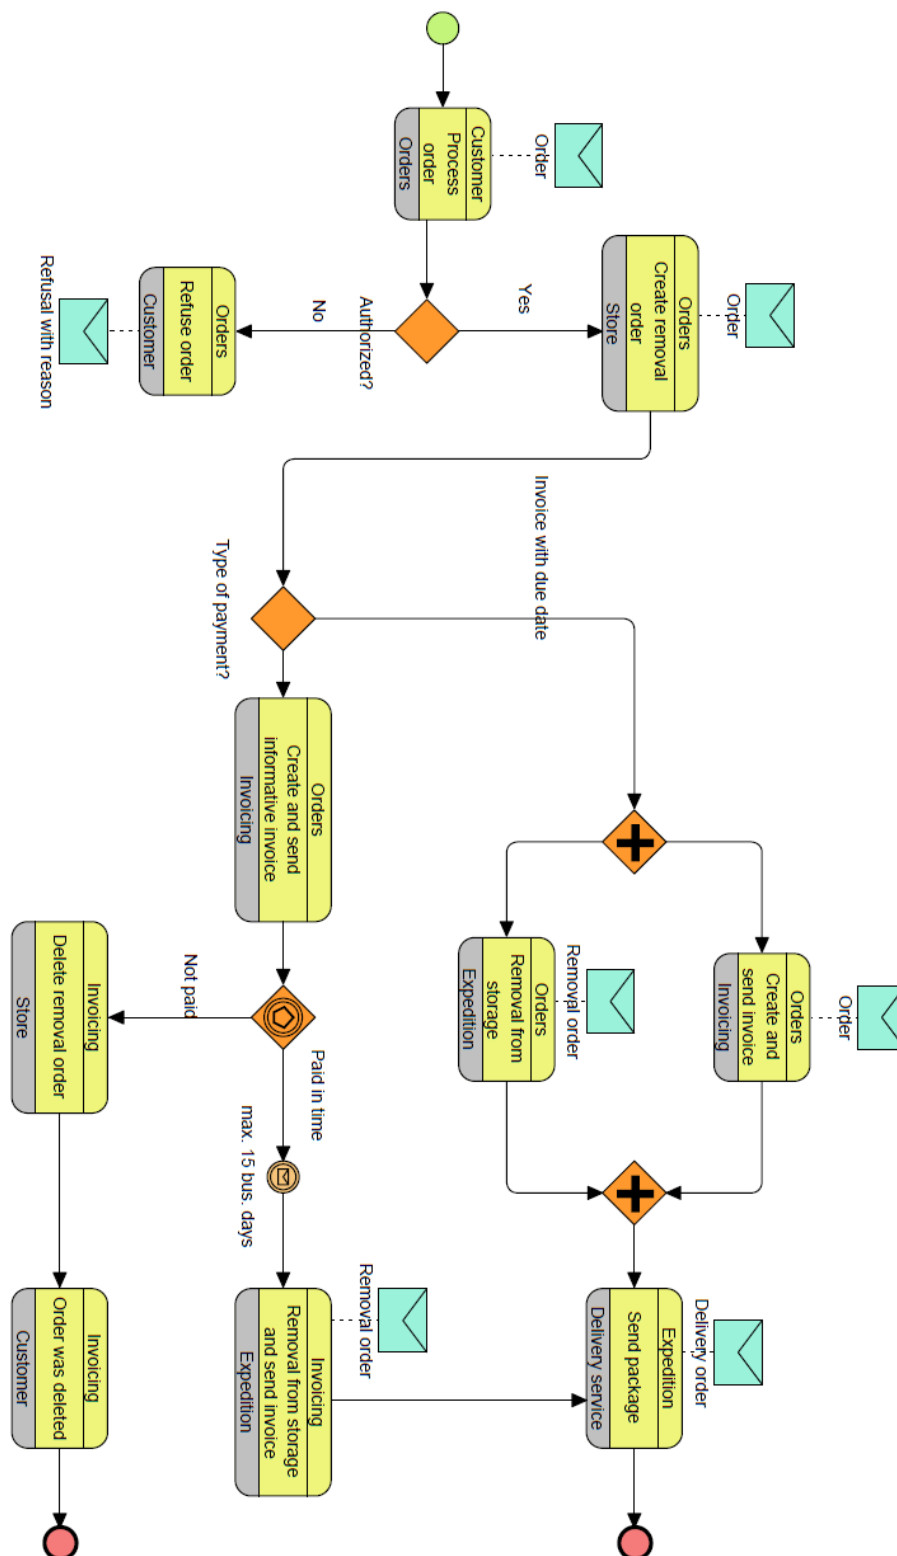 Order
Customer
Process
order
Orders
Authorized?
Yes
No
Order
Orders
Create removal
order
Store
Orders
Refuse order
Customer
Refusal with reason
Invoice with due date
Type of payment?
Order
Orders
Create and
send invoice
Invoicing
Removal order
Orders
Removal from
storage
Expedition
Delivery order
Expedition
Send package
Delivery service
Orders
Create and send
informative invoice
Invoicing
Paid in time
max. 15 bus. days
Removal order
Invoicing
Removal from storage
and send invoice
Expedition
Not paid
Invoicing
Delete removal order
Store
Invoicing
Order was deleted
Customer